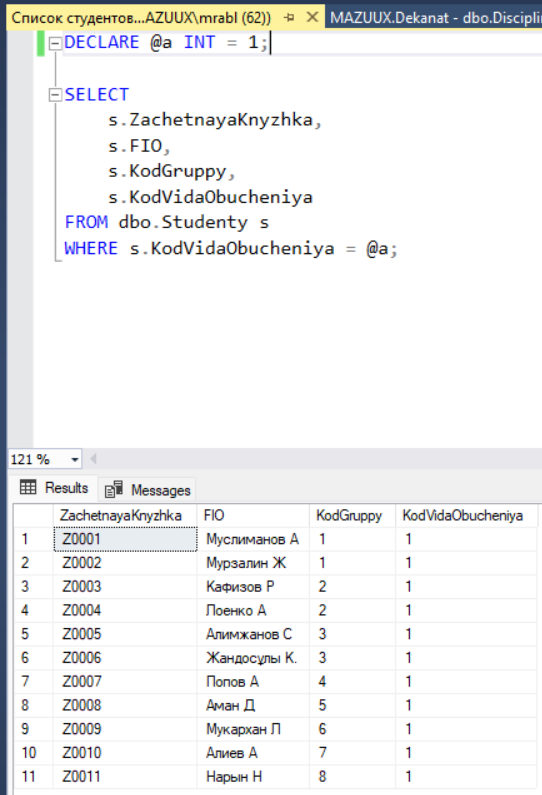 Список студентов...AZUUX\mrabl (62)) MAZUUX.Dekanat - dbo.Discipli
DECLARE @a INT = 1;
SELECT
s.ZachetnayaKnyzhka,
s.FIO,
s.KodGruppy,
s.KodVidaObucheniya
FROM dbo.Studenty s
WHERE s.KodVidaObucheniya = @a;
121 %
Results Messages
ZachetnayaKnyzhka FIO KodGruppy KodVidaObucheniya
1 Z0001 Муслиманов А 1 1
2 Z0002 Мурзалин Ж 1 1
3 Z0003 Кафизов Р 2 1
4 Z0004 Лоенко А 2 1
5 Z0005 Алимжанов С 3 1
6 Z0006 Жандосұлы К. 3 1
7 Z0007 Попов А 4 1
8 Z0008 Аман Д 5 1
9 Z0009 Мукархан Л 6 1
10 Z0010 Алиев А 7 1
11 Z0011 Нарын Н 8 1